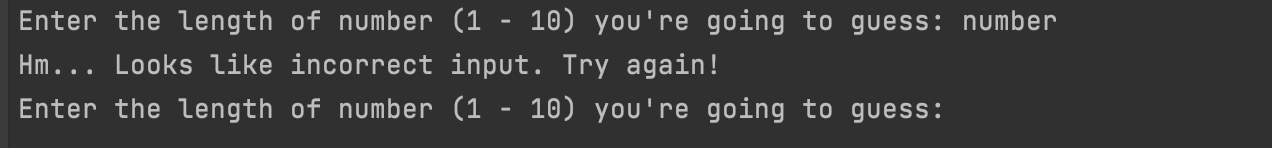 Enter the length of number (1 - 10) you're going to guess: number
Hm... Looks like incorrect input. Try again!
Enter the length of number (1 - 10) you're going to guess: